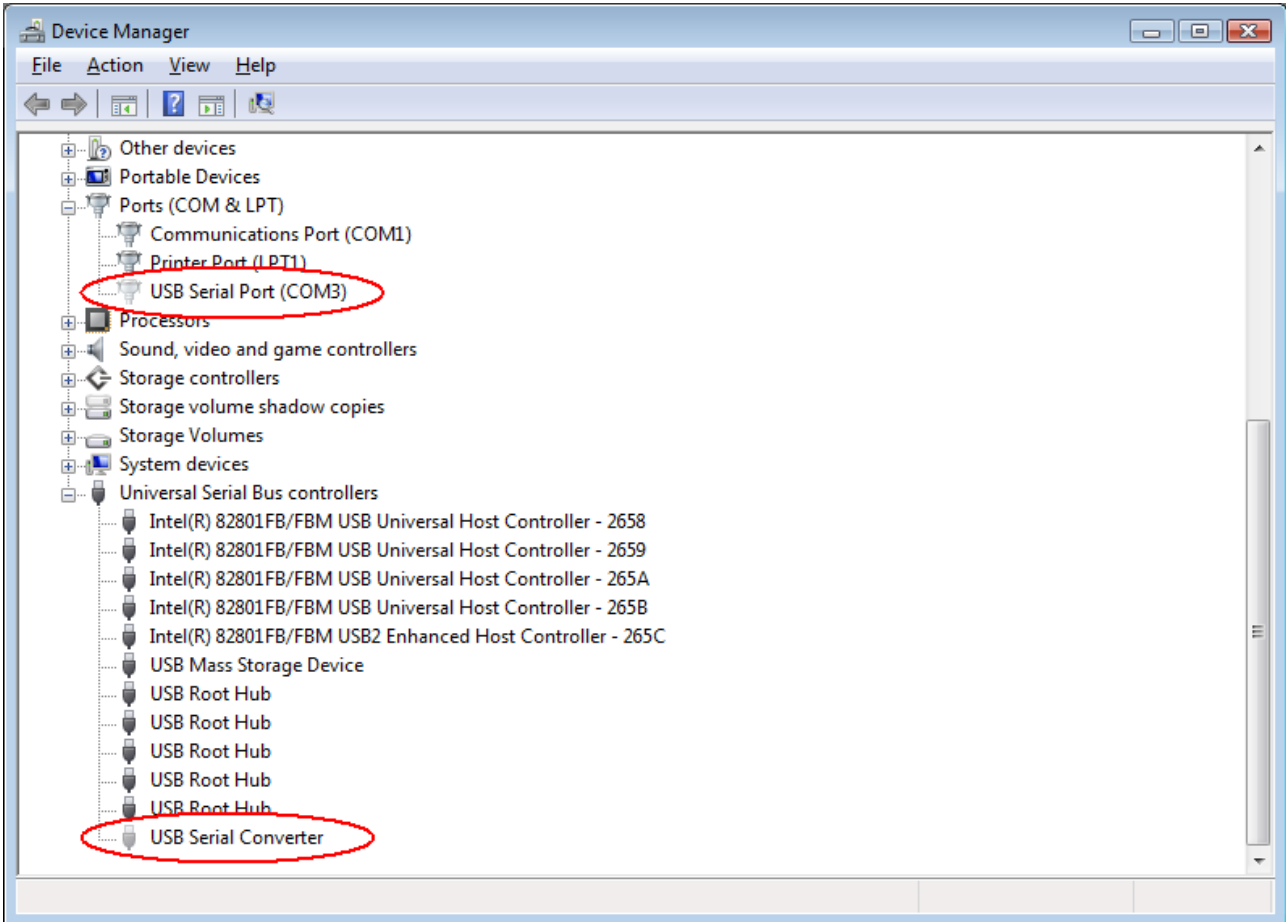 Device Manager
File Action View Help
Other devices
Portable Devices
Ports (COM & LPT)
Communications Port (COM1)
Printer Port (LPT1)
USB Serial Port (COM3)
Processors
Sound, video and game controllers
Storage controllers
Storage volume shadow copies
Storage Volumes
System devices
Universal Serial Bus controllers
Intel(R) 82801FB/FBM USB Universal Host Controller - 2658
Intel(R) 82801FB/FBM USB Universal Host Controller - 2659
Intel(R) 82801FB/FBM USB Universal Host Controller - 265A
Intel(R) 82801FB/FBM USB Universal Host Controller - 265B
Intel(R) 82801FB/FBM USB2 Enhanced Host Controller - 265C
USB Mass Storage Device
USB Root Hub
USB Root Hub
USB Root Hub
USB Root Hub
USB Root Hub
USB Serial Converter